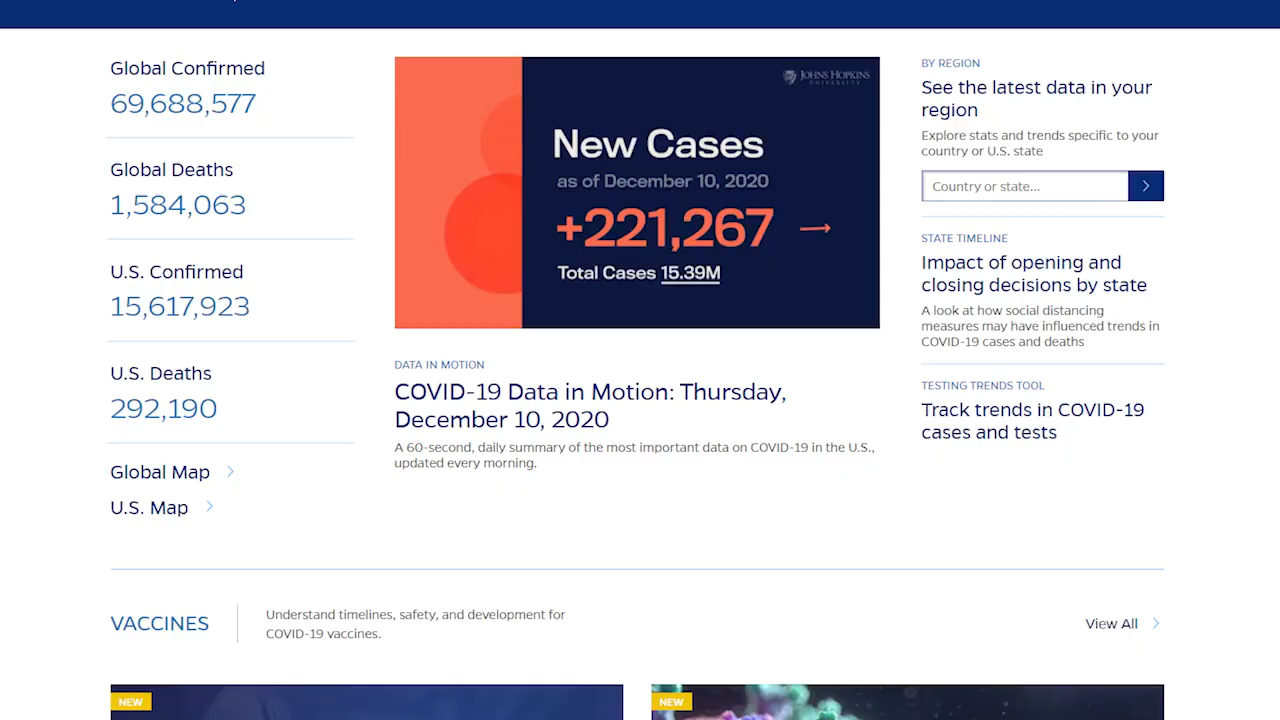 Global Confirmed
69,688,577
Global Deaths
1,584,063
U.S. Confirmed
15,617,923
U.S. Deaths
292,190
Global Map
U.S. Map
JOHNS HOPKINS
UNIVERSITY
New Cases
as of December 10, 2020
+221,267 →
Total Cases 15.39M
DATA IN MOTION
COVID-19 Data in Motion: Thursday,
December 10, 2020
A 60-second, daily summary of the most important data on COVID-19 in the U.S.,
updated every morning.
BY REGION
See the latest data in your
region
Explore stats and trends specific to your
country or U.S. state
Country or state...
STATE TIMELINE
Impact of opening and
closing decisions by state
A look at how social distancing
measures may have influenced trends in
COVID-19 cases and deaths
TESTING TRENDS TOOL
Track trends in COVID-19
cases and tests
VACCINES
Understand timelines, safety, and development for
COVID-19 vaccines.
View All
NEW
NEW